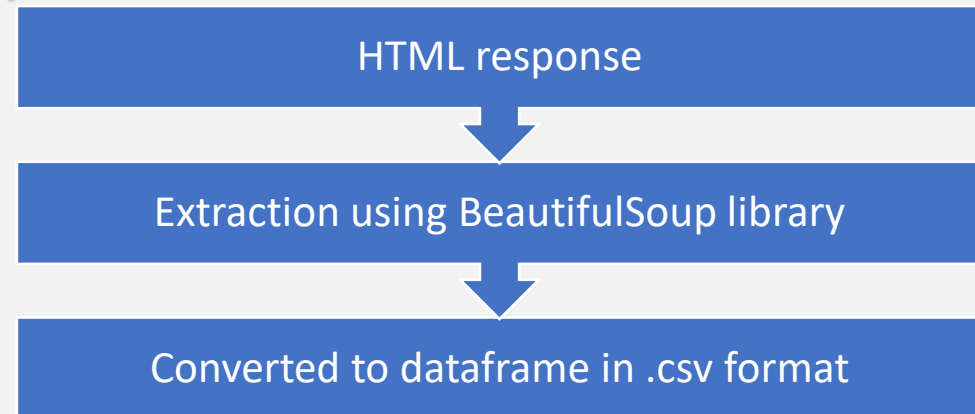 HTML response
Extraction using BeautifulSoup library
Converted to dataframe in .csv format